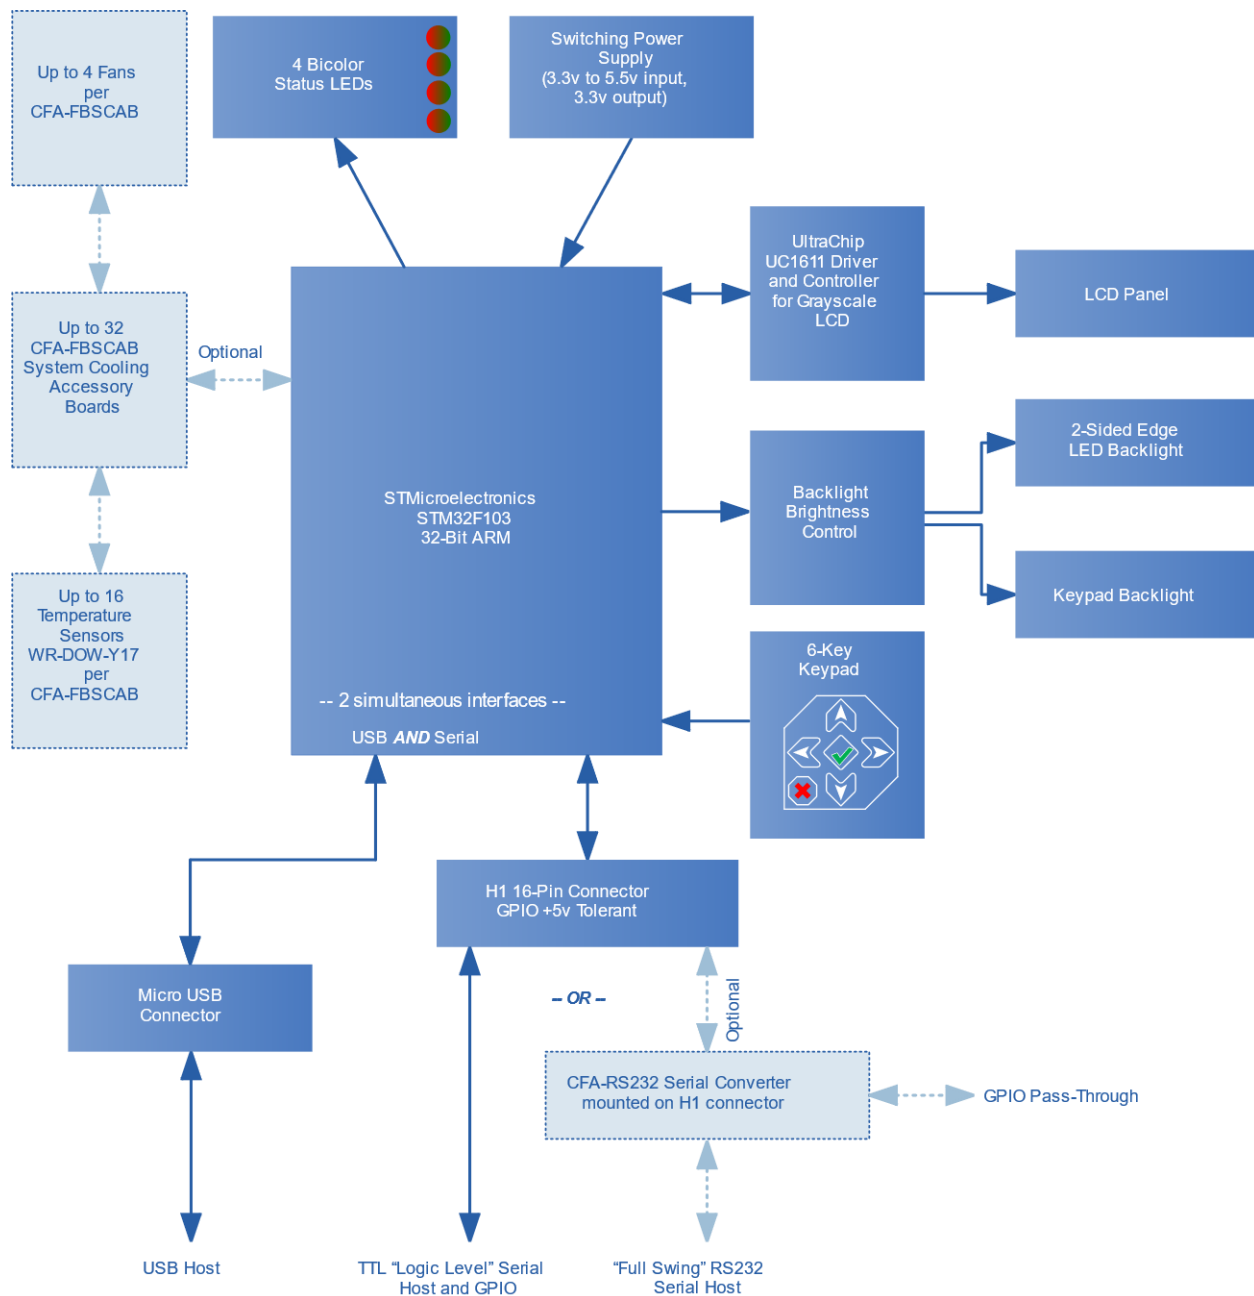 Up to 4 Fans
per
CFA-FBSCAB
4 Bicolor
Status LEDs
Switching Power
Supply
(3.3v to 5.5v input,
3.3v output)
UltraChip
UC1611 Driver
and Controller
for Grayscale
LCD
LCD Panel
Up to 32
CFA-FBSCAB
System Cooling
Accessory
Boards
Optional
2-Sided Edge
LED Backlight
STMicroelectronics
STM32F103
32-Bit ARM
Backlight
Brightness
Control
Keypad Backlight
Up to 16
Temperature
Sensors
WR-DOW-Y17
per
CFA-FBSCAB
6-Key
Keypad
-- 2 simultaneous interfaces --
USB AND Serial
H1 16-Pin Connector
GPIO +5v Tolerant
Micro USB
Connector
-- OR --
Optional
CFA-RS232 Serial Converter
mounted on H1 connector
GPIO Pass-Through
USB Host
TTL “Logic Level” Serial
Host and GPIO
“Full Swing” RS232
Serial Host